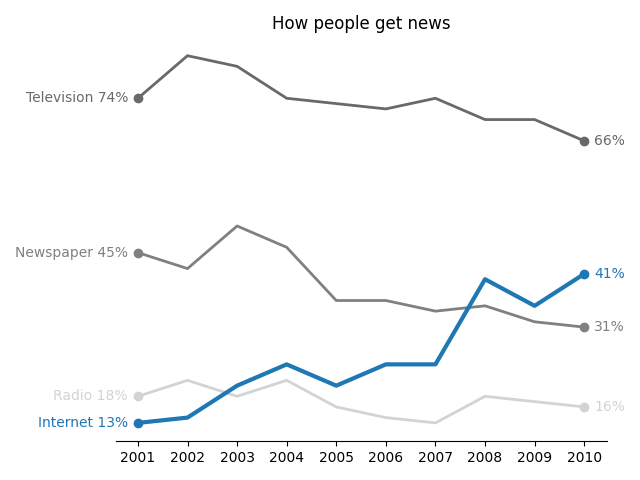 How people get news
Television 74%
66%
Newspaper 45%
41%
31%
Radio 18%
16%
Internet 13%
2001 2002 2003 2004 2005 2006 2007 2008 2009 2010